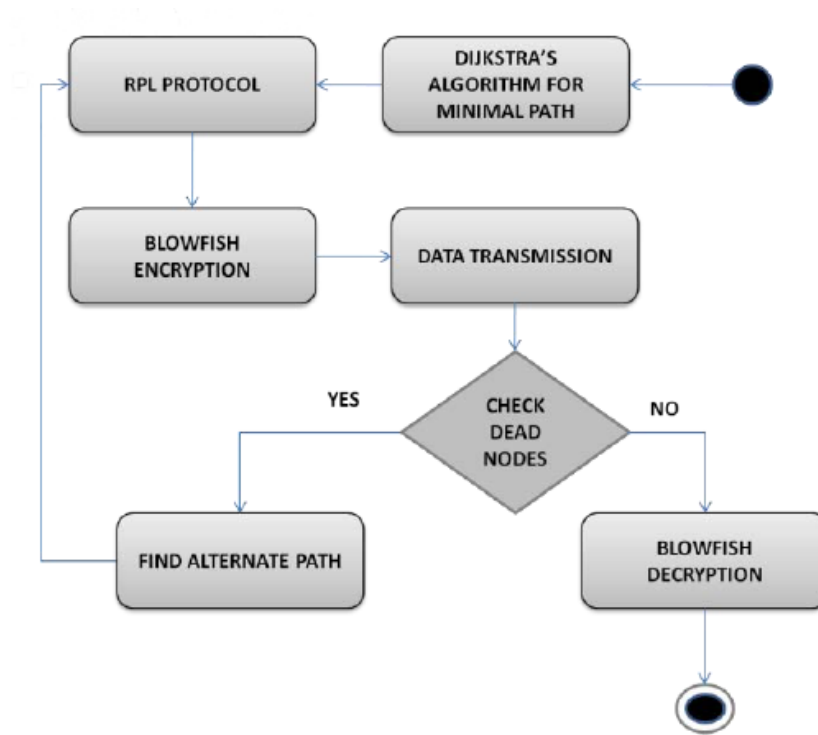 RPL PROTOCOL
DIJKSTRA'S
ALGORITHM FOR
MINIMAL PATH
BLOWFISH
ENCRYPTION
DATA TRANSMISSION
YES
CHECK
DEAD
NODES
NO
FIND ALTERNATE PATH
BLOWFISH
DECRYPTION